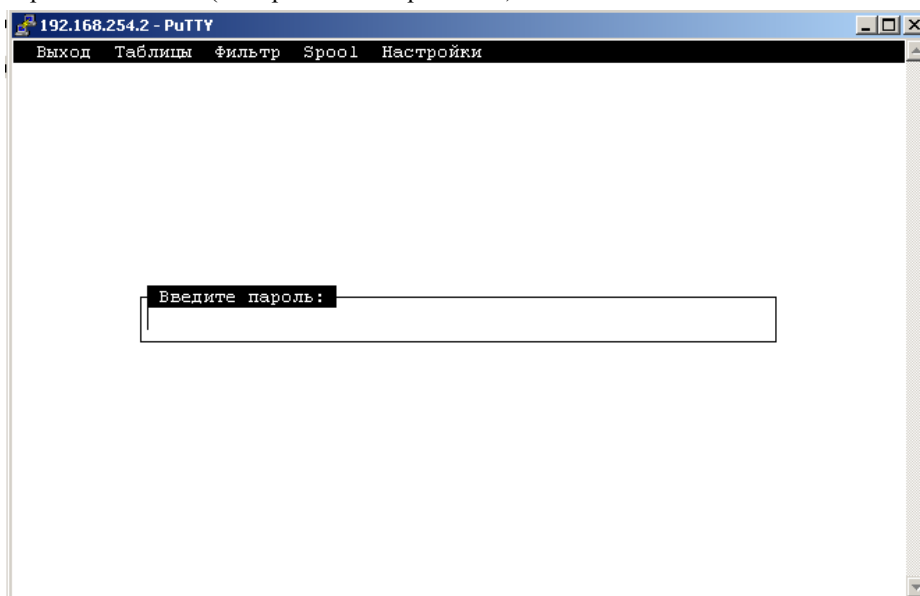 192.168.254.2 - PuTTY
Выход Таблицы Фильтр Spool Настройки
Введите пароль: